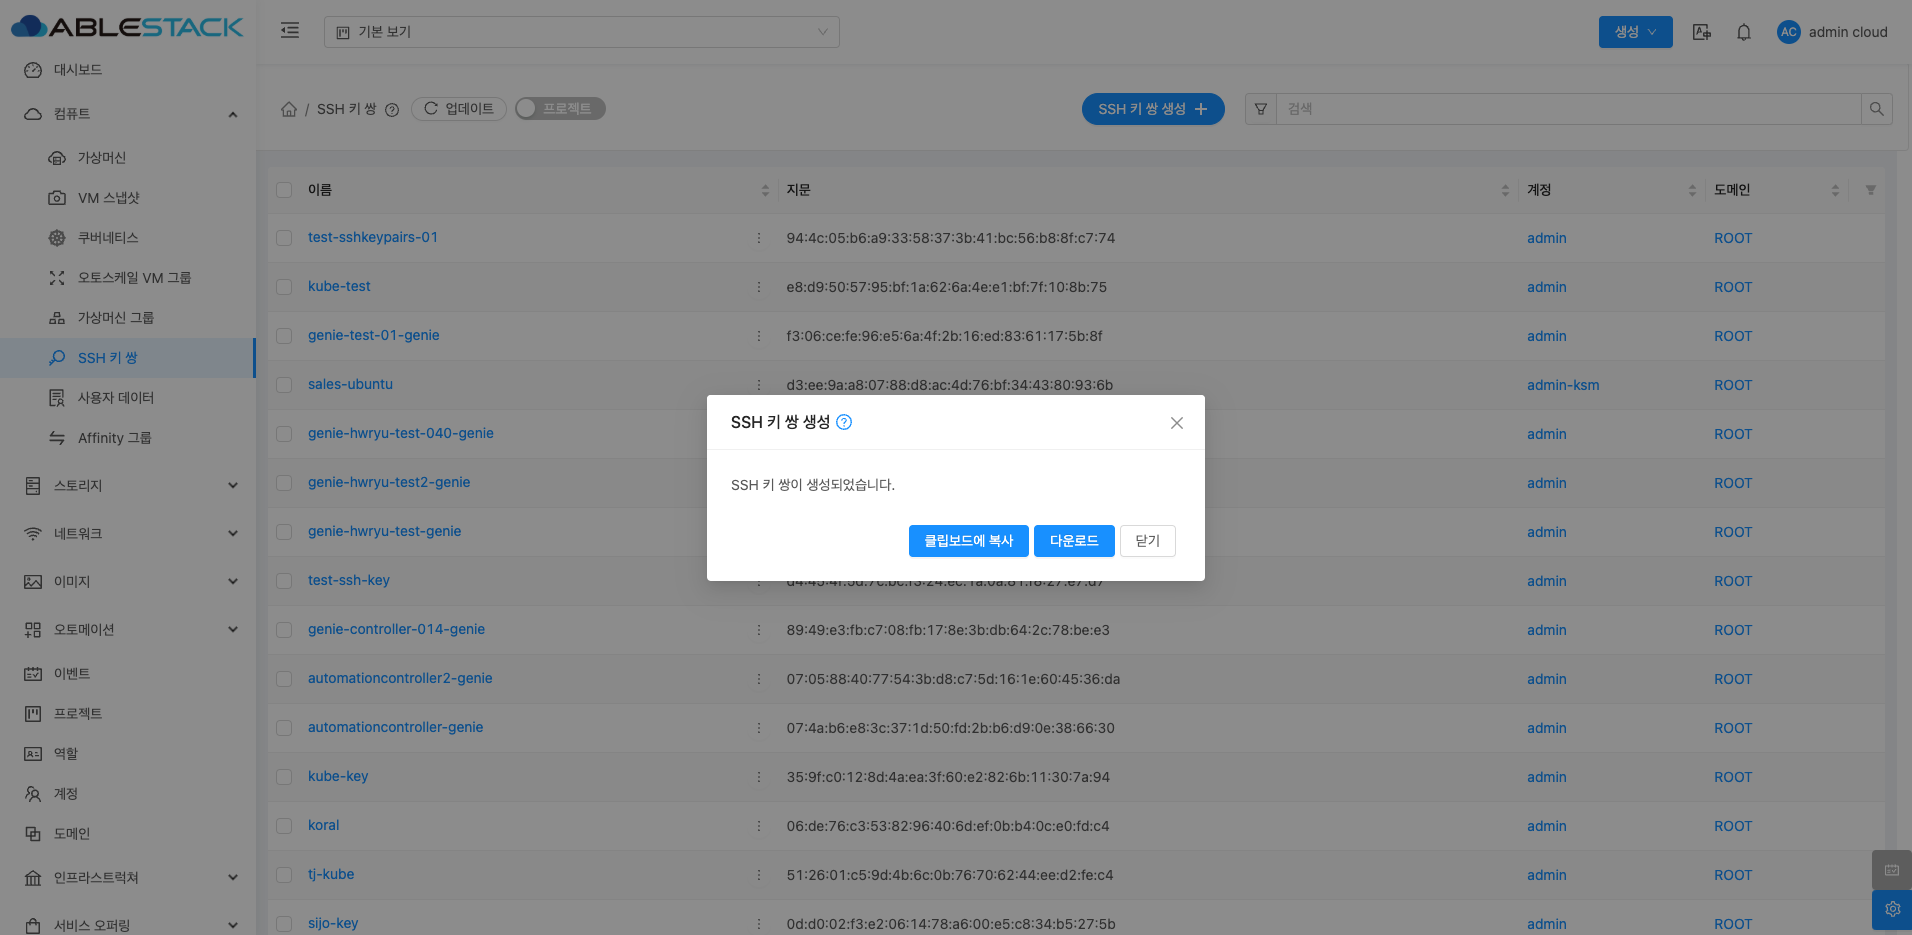 ABLESTACK
기본 보기
생성
AC admin cloud
대시보드
컴퓨트
가상머신
VM 스냅샷
쿠버네티스
오토스케일 VM 그룹
가상머신 그룹
SSH 키 쌍
사용자 데이터
Affinity 그룹
스토리지
네트워크
이미지
오토메이션
이벤트
프로젝트
역할
계정
도메인
인프라스트럭쳐
서비스 오퍼링
/ SSH 키 쌍 업데이트 프로젝트
SSH 키 쌍 생성 +
검색
이름 지문 계정 도메인
test-sshkeypairs-01 94:4c:05:b6:a9:33:58:37:3b:41:bc:56:b8:8f:c7:74 admin ROOT
kube-test e8:d9:50:57:95:bf:1a:62:6a:4e:e1:bf:7f:10:8b:75 admin ROOT
genie-test-01-genie f3:06:ce:fe:96:e5:6a:4f:2b:16:ed:83:61:17:5b:8f admin ROOT
sales-ubuntu d3:ee:9a:a8:07:88:d8:ac:4d:76:bf:34:43:80:93:6b admin-ksm ROOT
genie-hwryu-test-040-genie admin ROOT
genie-hwryu-test2-genie admin ROOT
genie-hwryu-test-genie admin ROOT
test-ssh-key admin ROOT
genie-controller-014-genie 89:49:e3:fb:c7:08:fb:17:8e:3b:db:64:2c:78:be:e3 admin ROOT
automationcontroller2-genie 07:05:88:40:77:54:3b:d8:c7:5d:16:1e:60:45:36:da admin ROOT
automationcontroller-genie 07:4a:b6:e8:3c:37:1d:50:fd:2b:b6:d9:0e:38:66:30 admin ROOT
kube-key 35:9f:c0:12:8d:4a:ea:3f:60:e2:82:6b:11:30:7a:94 admin ROOT
koral 06:de:76:c3:53:82:96:40:6d:ef:0b:b4:0c:e0:fd:c4 admin ROOT
tj-kube 51:26:01:c5:9d:4b:6c:0b:76:70:62:44:ee:d2:fe:c4 admin ROOT
sijo-key 0d:d0:02:f3:e2:06:14:78:a6:00:e5:c8:34:b5:27:5b admin ROOT
SSH 키 쌍 생성
SSH 키 쌍이 생성되었습니다.
클립보드에 복사 다운로드 닫기